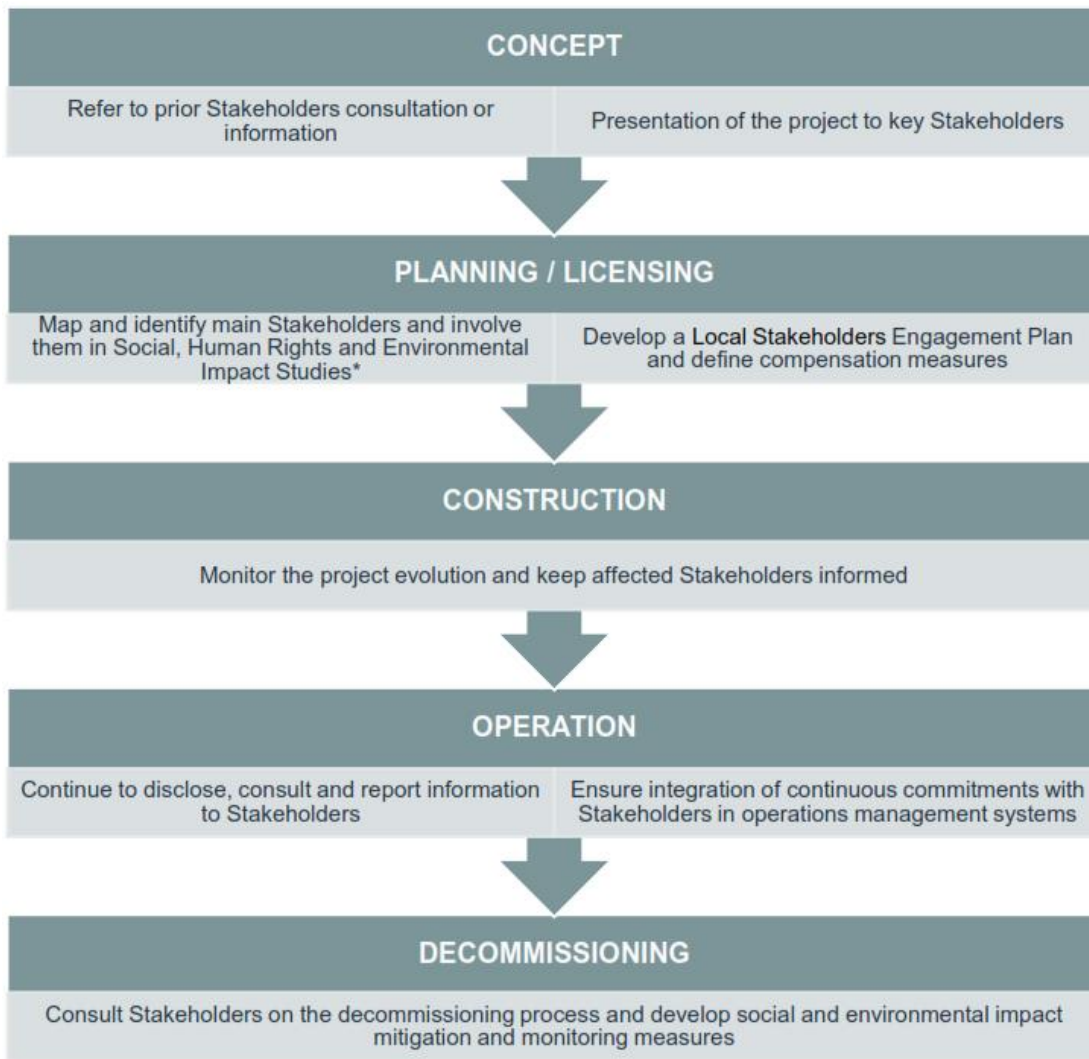 CONCEPT
Refer to prior Stakeholders consultation or
information
Presentation of the project to key Stakeholders
PLANNING / LICENSING
Map and identify main Stakeholders and involve
them in Social, Human Rights and Environmental
Impact Studies*
Develop a Local Stakeholders Engagement Plan
and define compensation measures
CONSTRUCTION
Monitor the project evolution and keep affected Stakeholders informed
OPERATION
Continue to disclose, consult and report information
to Stakeholders
Ensure integration of continuous commitments with
Stakeholders in operations management systems
DECOMMISSIONING
Consult Stakeholders on the decommissioning process and develop social and environmental impact
mitigation and monitoring measures